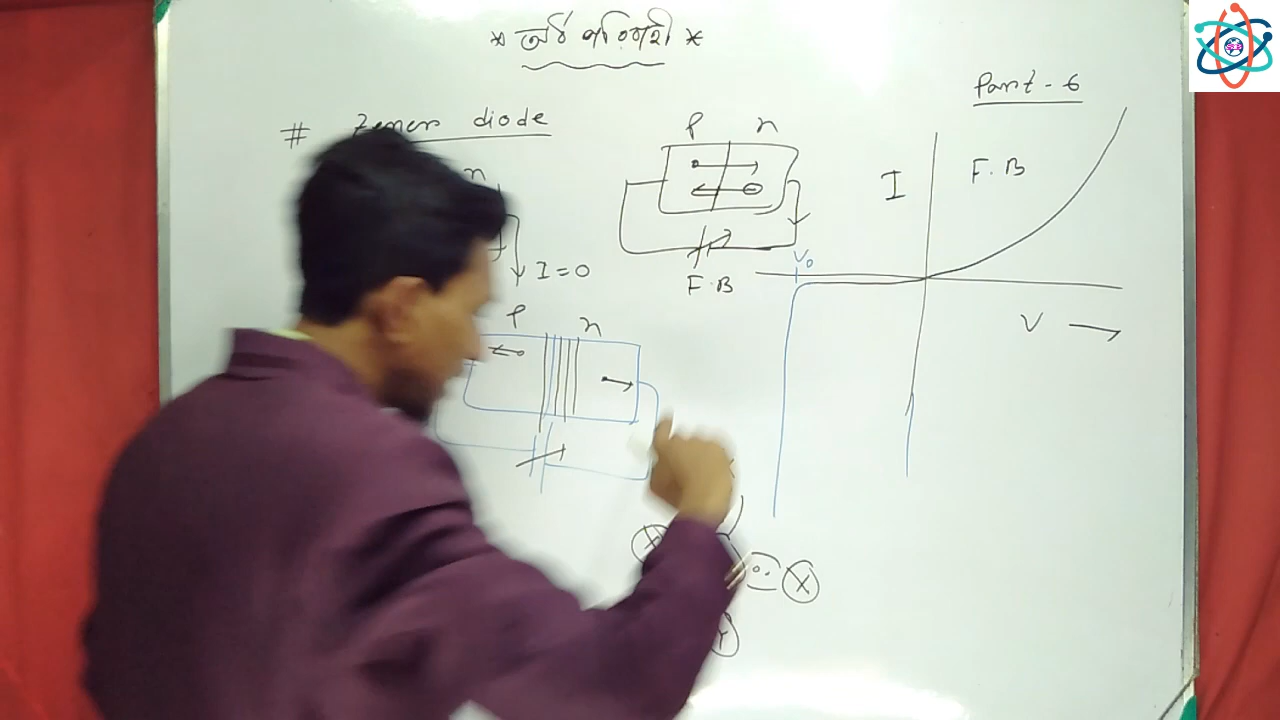 * অর্ধ পরিবাহী *
Part - 6
# Zener diode
P n
n
I = 0
F.B
P n
I
F.B
V₀
V →
X
X
Y